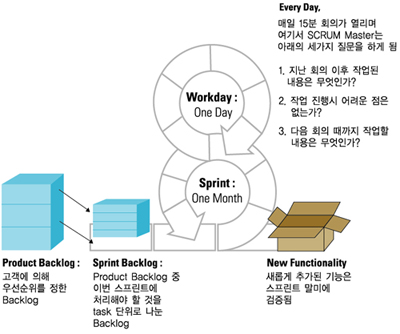 Every Day,
매일 15분 회의가 열리며
여기서 SCRUM Master는
아래의 세가지 질문을 하게 됨
1. 지난 회의 이후 작업된
내용은 무엇인가?
2. 작업 진행시 어려운 점은
없는가?
3. 다음 회의 때까지 작업할
내용은 무엇인가?
Workday :
One Day
Sprint :
One Month
Product Backlog :
고객에 의해
우선순위를 정한
Backlog
Sprint Backlog :
Product Backlog 중
이번 스프린트에
처리해야 할 것을
task 단위로 나눈
Backlog
New Functionality
새롭게 추가된 기능은
스프린트 말미에
검증됨